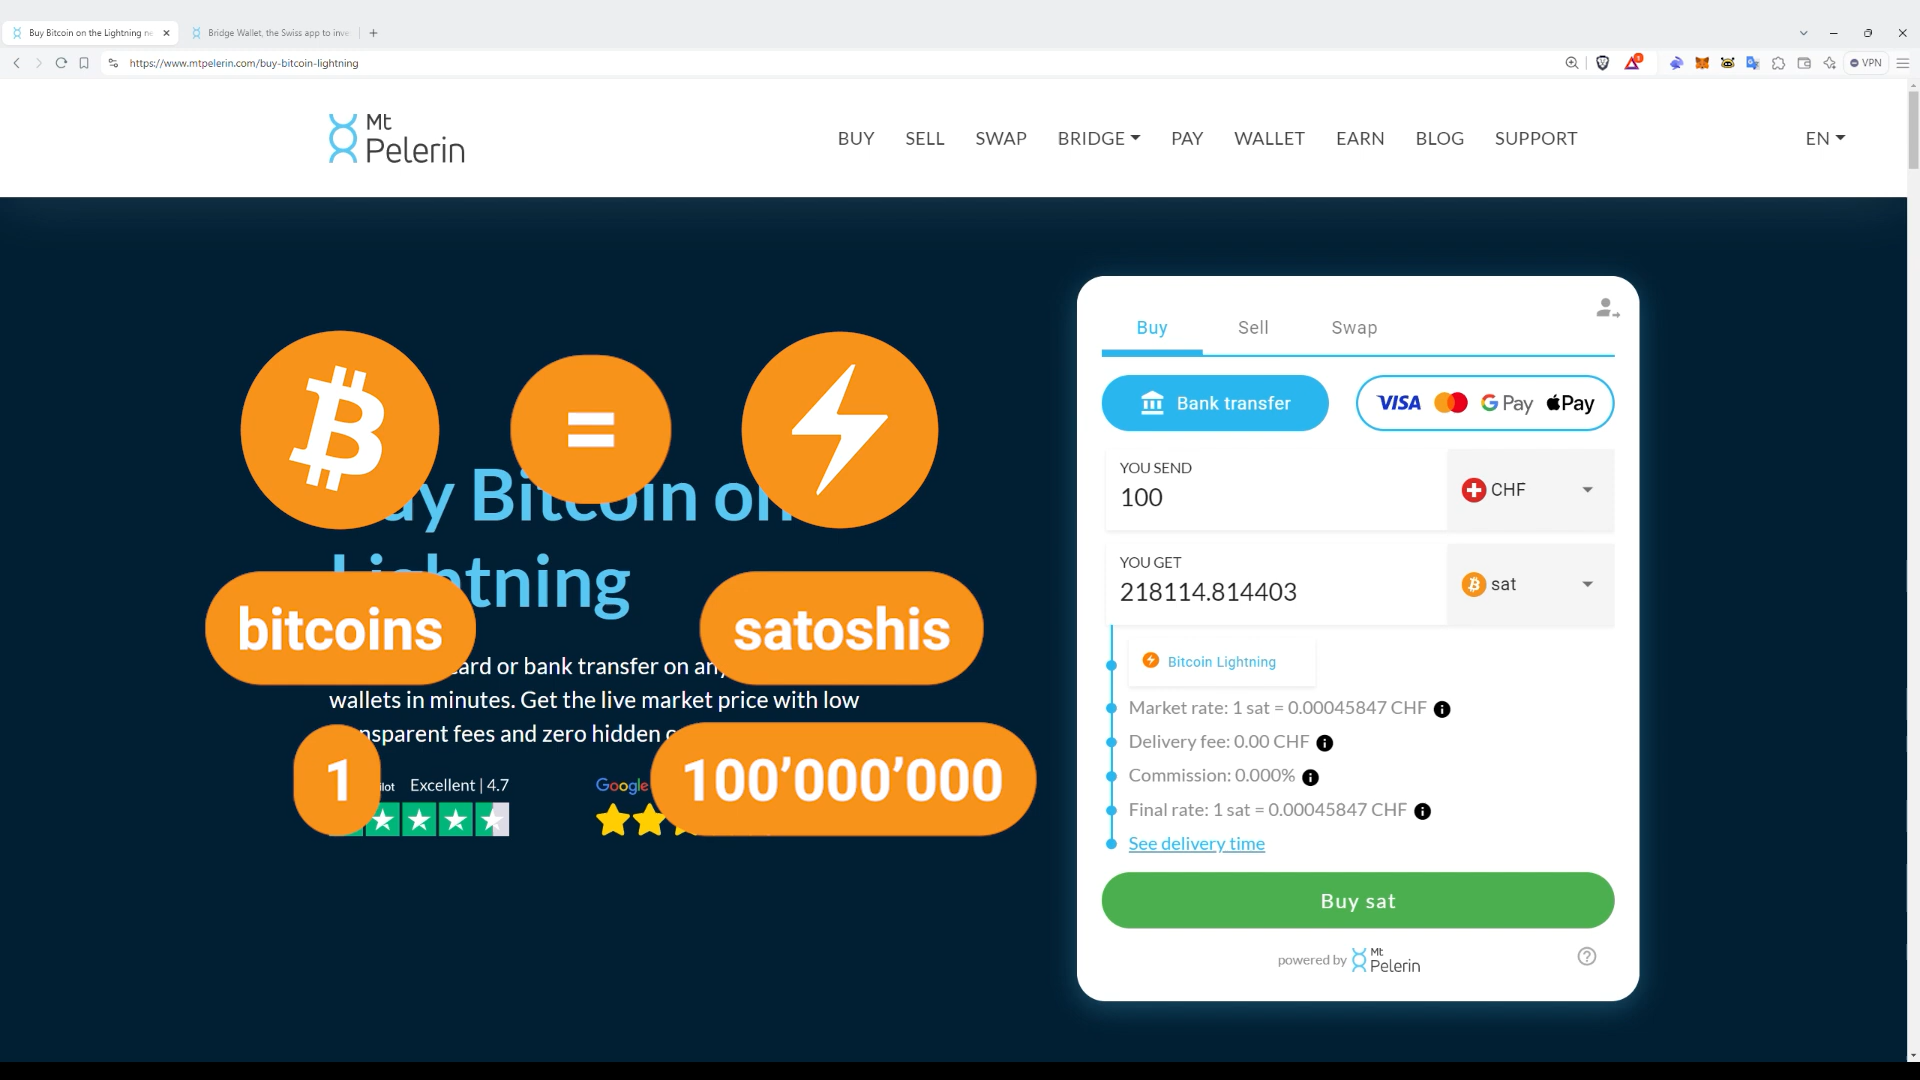 Buy Bitcoin on the Lightning ne
Bridge Wallet, the Swiss app to inve
https://www.mtpelerin.com/buy-bitcoin-lightning
VPN
Mt
Pelerin
BUY SELL SWAP BRIDGE PAY WALLET EARN BLOG SUPPORT EN
Buy Sell Swap
Bank transfer
VISA G Pay Pay
YOU SEND
100
CHF
YOU GET
218114.814403
sat
Bitcoin Lightning
Market rate: 1 sat = 0.00045847 CHF
Delivery fee: 0.00 CHF
Commission: 0.000%
Final rate: 1 sat = 0.00045847 CHF
See delivery time
Buy sat
powered by Mt Pelerin
=
Bitcoin on
bitcoins
satoshis
or bank transfer on
wallets in minutes. Get the live market price with low
fees and zero hidden
1
100’000’000
Excellent | 4.7
Google